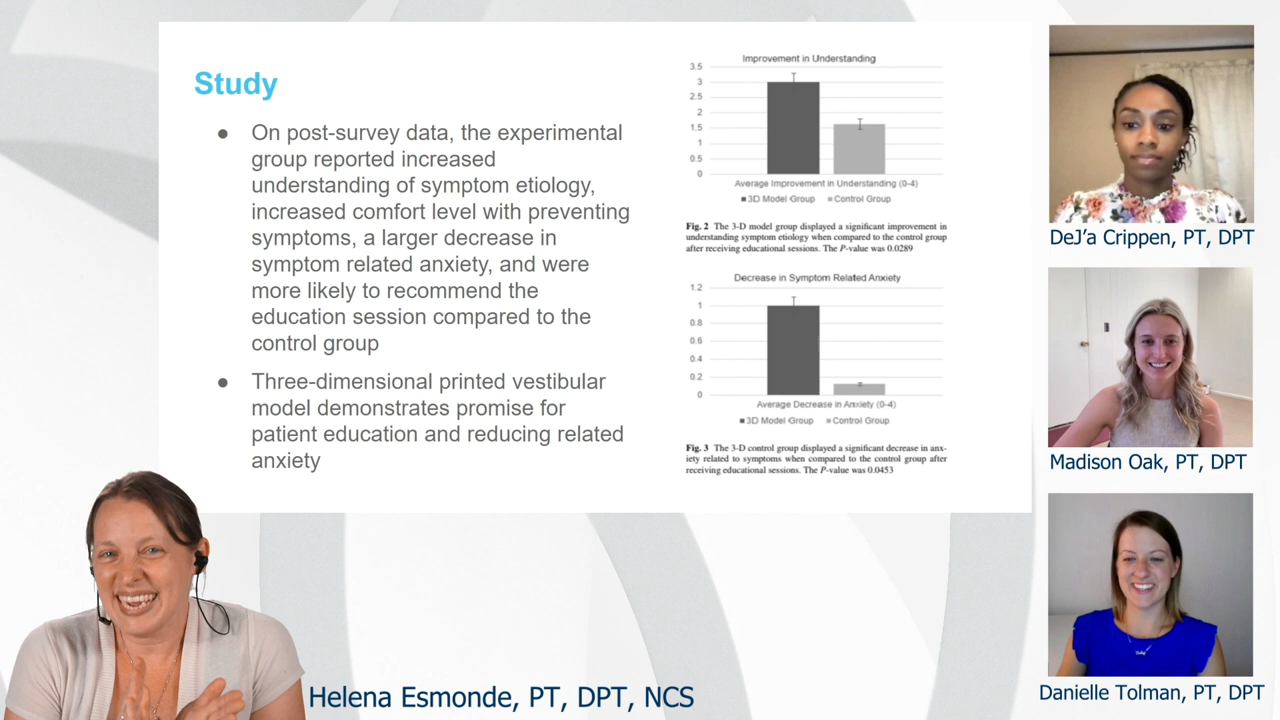 Study
● On post-survey data, the experimental
group reported increased
understanding of symptom etiology,
increased comfort level with preventing
symptoms, a larger decrease in
symptom related anxiety, and were
more likely to recommend the
education session compared to the
control group
● Three-dimensional printed vestibular
model demonstrates promise for
patient education and reducing related
anxiety
Improvement in Understanding
3.5
3
2.5
2
1.5
1
0.5
0
Average Improvement in Understanding (0-4)
3D Model Group Control Group
Fig. 2 The 3-D model group displayed a significant improvement in
understanding symptom etiology when compared to the control group
after receiving educational sessions. The P-value was 0.0289
Decrease in Symptom Related Anxiety
1.2
1
0.8
0.6
0.4
0.2
0
Average Decrease in Anxiety (0-4)
3D Model Group Control Group
Fig. 3 The 3-D control group displayed a significant decrease in anx-
iety related to symptoms when compared to the control group after
receiving educational sessions. The P-value was 0.0453
DeJ’a Crippen, PT, DPT
Madison Oak, PT, DPT
Danielle Tolman, PT, DPT
Helena Esmonde, PT, DPT, NCS